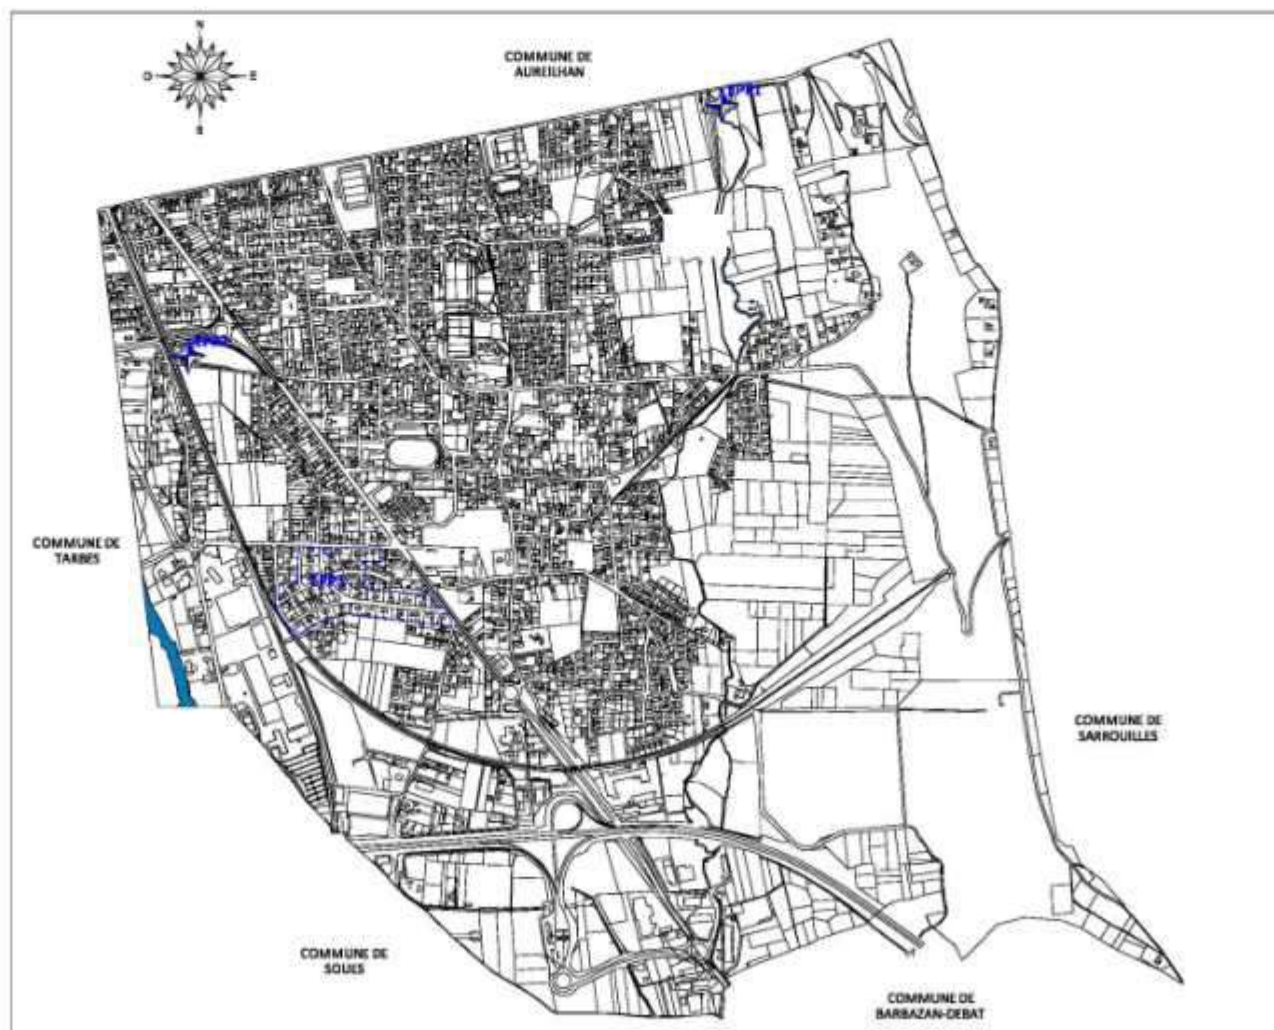 N
O
E
S
COMMUNE DE
AUREILHAN
COMMUNE DE
TARBES
COMMUNE DE
SARROUILLES
COMMUNE DE
SOUES
COMMUNE DE
BARBAZAN-DEBAT